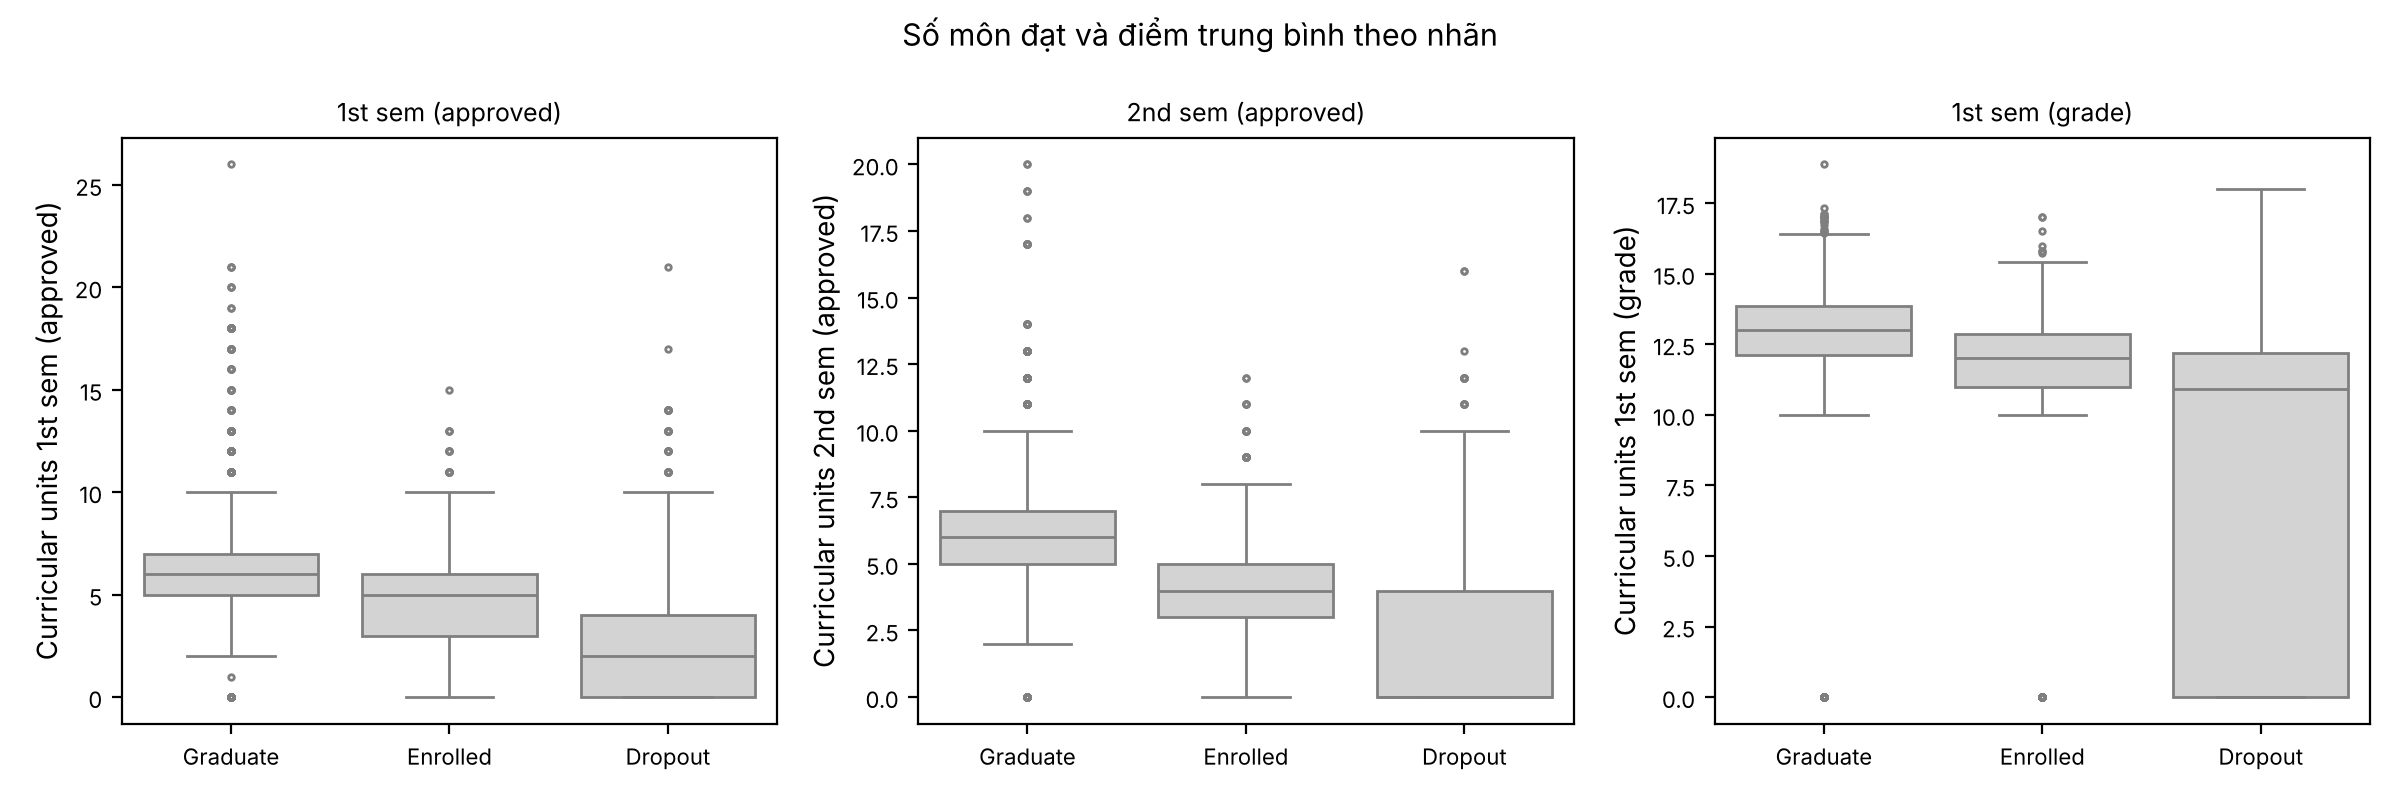 Số môn đạt và điểm trung bình theo nhãn
1st sem (approved)
Curricular units 1st sem (approved)
25
20
15
10
5
0
Graduate
Enrolled
Dropout
2nd sem (approved)
Curricular units 2nd sem (approved)
20.0
17.5
15.0
12.5
10.0
7.5
5.0
2.5
0.0
Graduate
Enrolled
Dropout
1st sem (grade)
Curricular units 1st sem (grade)
17.5
15.0
12.5
10.0
7.5
5.0
2.5
0.0
Graduate
Enrolled
Dropout